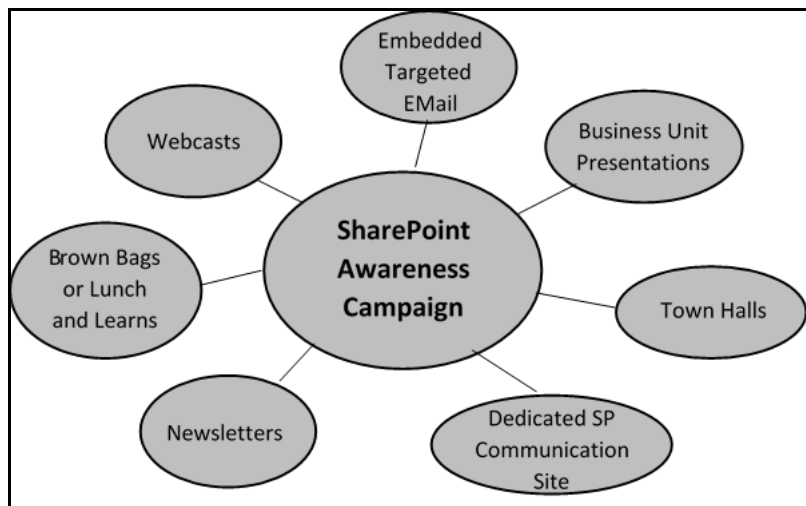 Embedded
Targeted
EMail
Webcasts
Business Unit
Presentations
SharePoint
Awareness
Campaign
Brown Bags
or Lunch
and Learns
Town Halls
Newsletters
Dedicated SP
Communication
Site